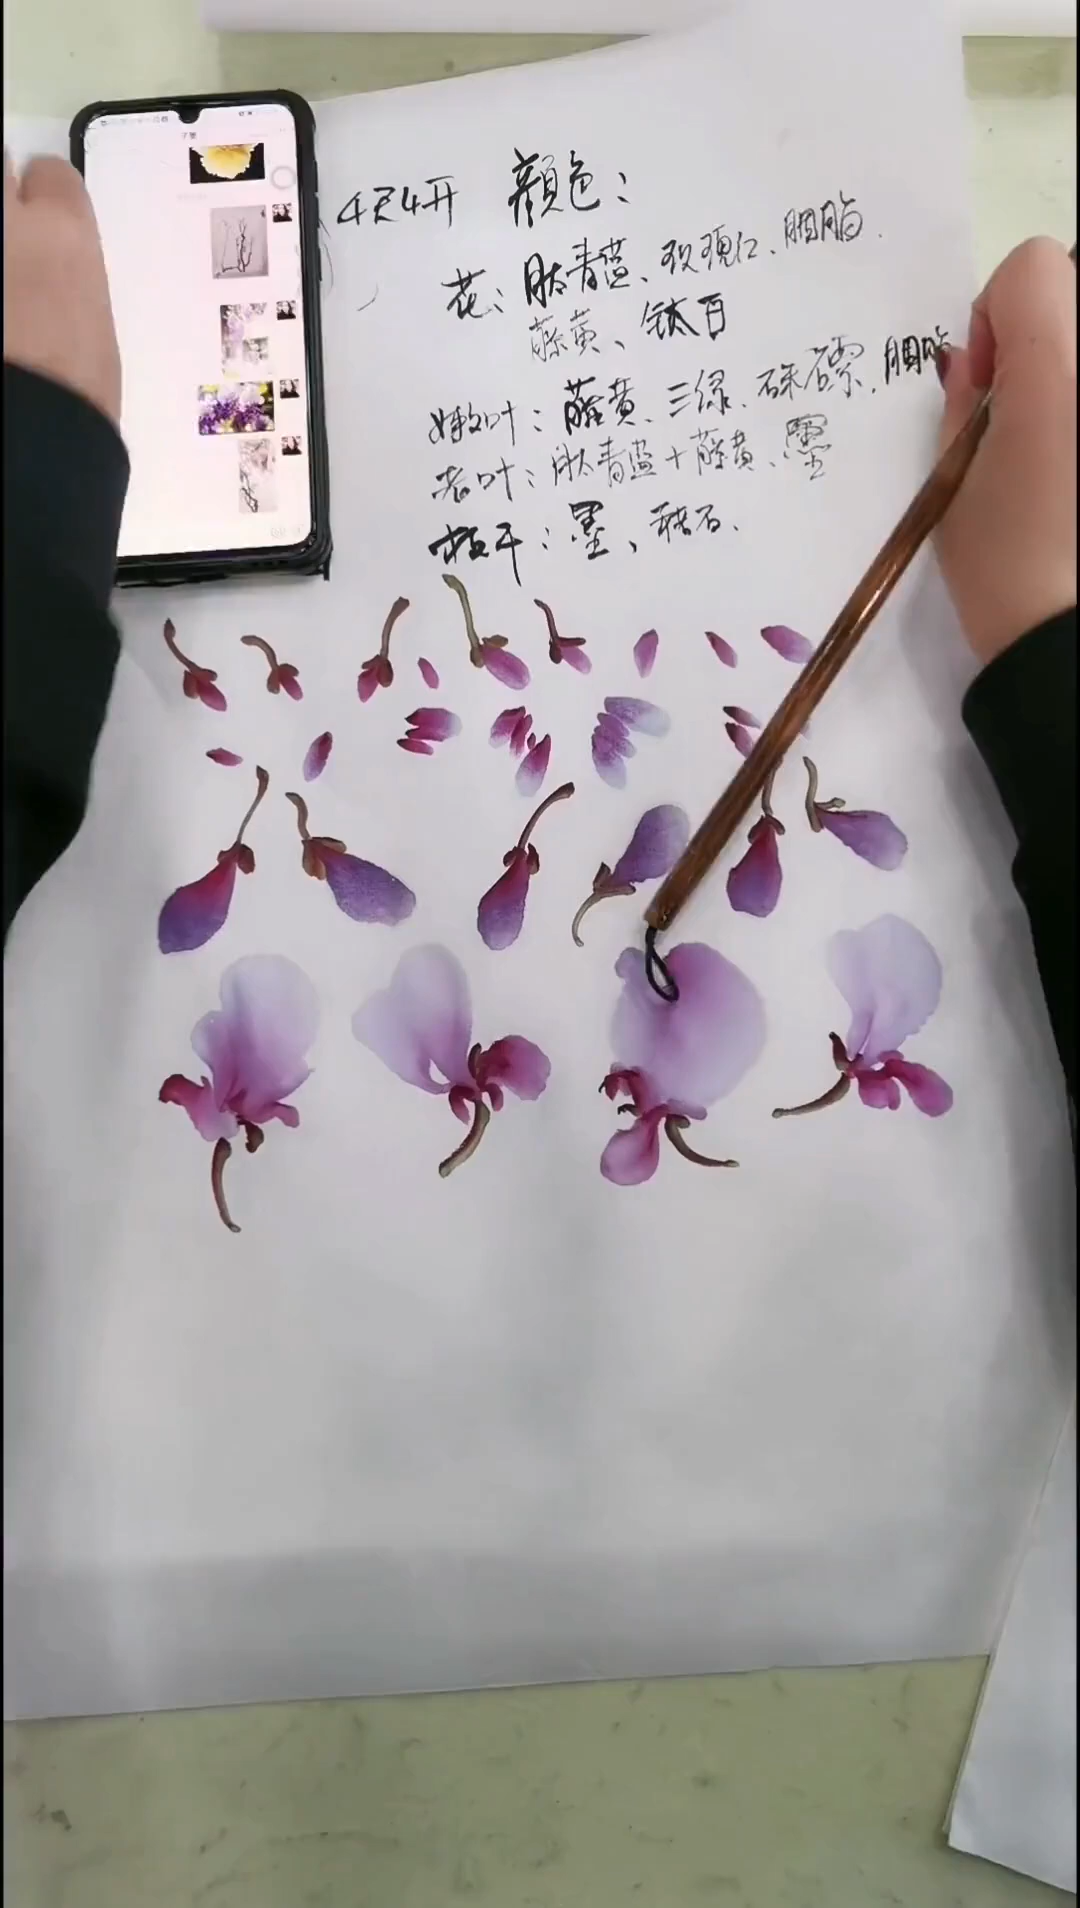 4尺4开 顔色：
花：酞青蓝、玫瑰红、胭脂.
藤黄、钛白
嫩叶：藤黄、三绿、朱磦、胭脂
老叶：酞青蓝+藤黄、墨
枝干：墨、赭石.